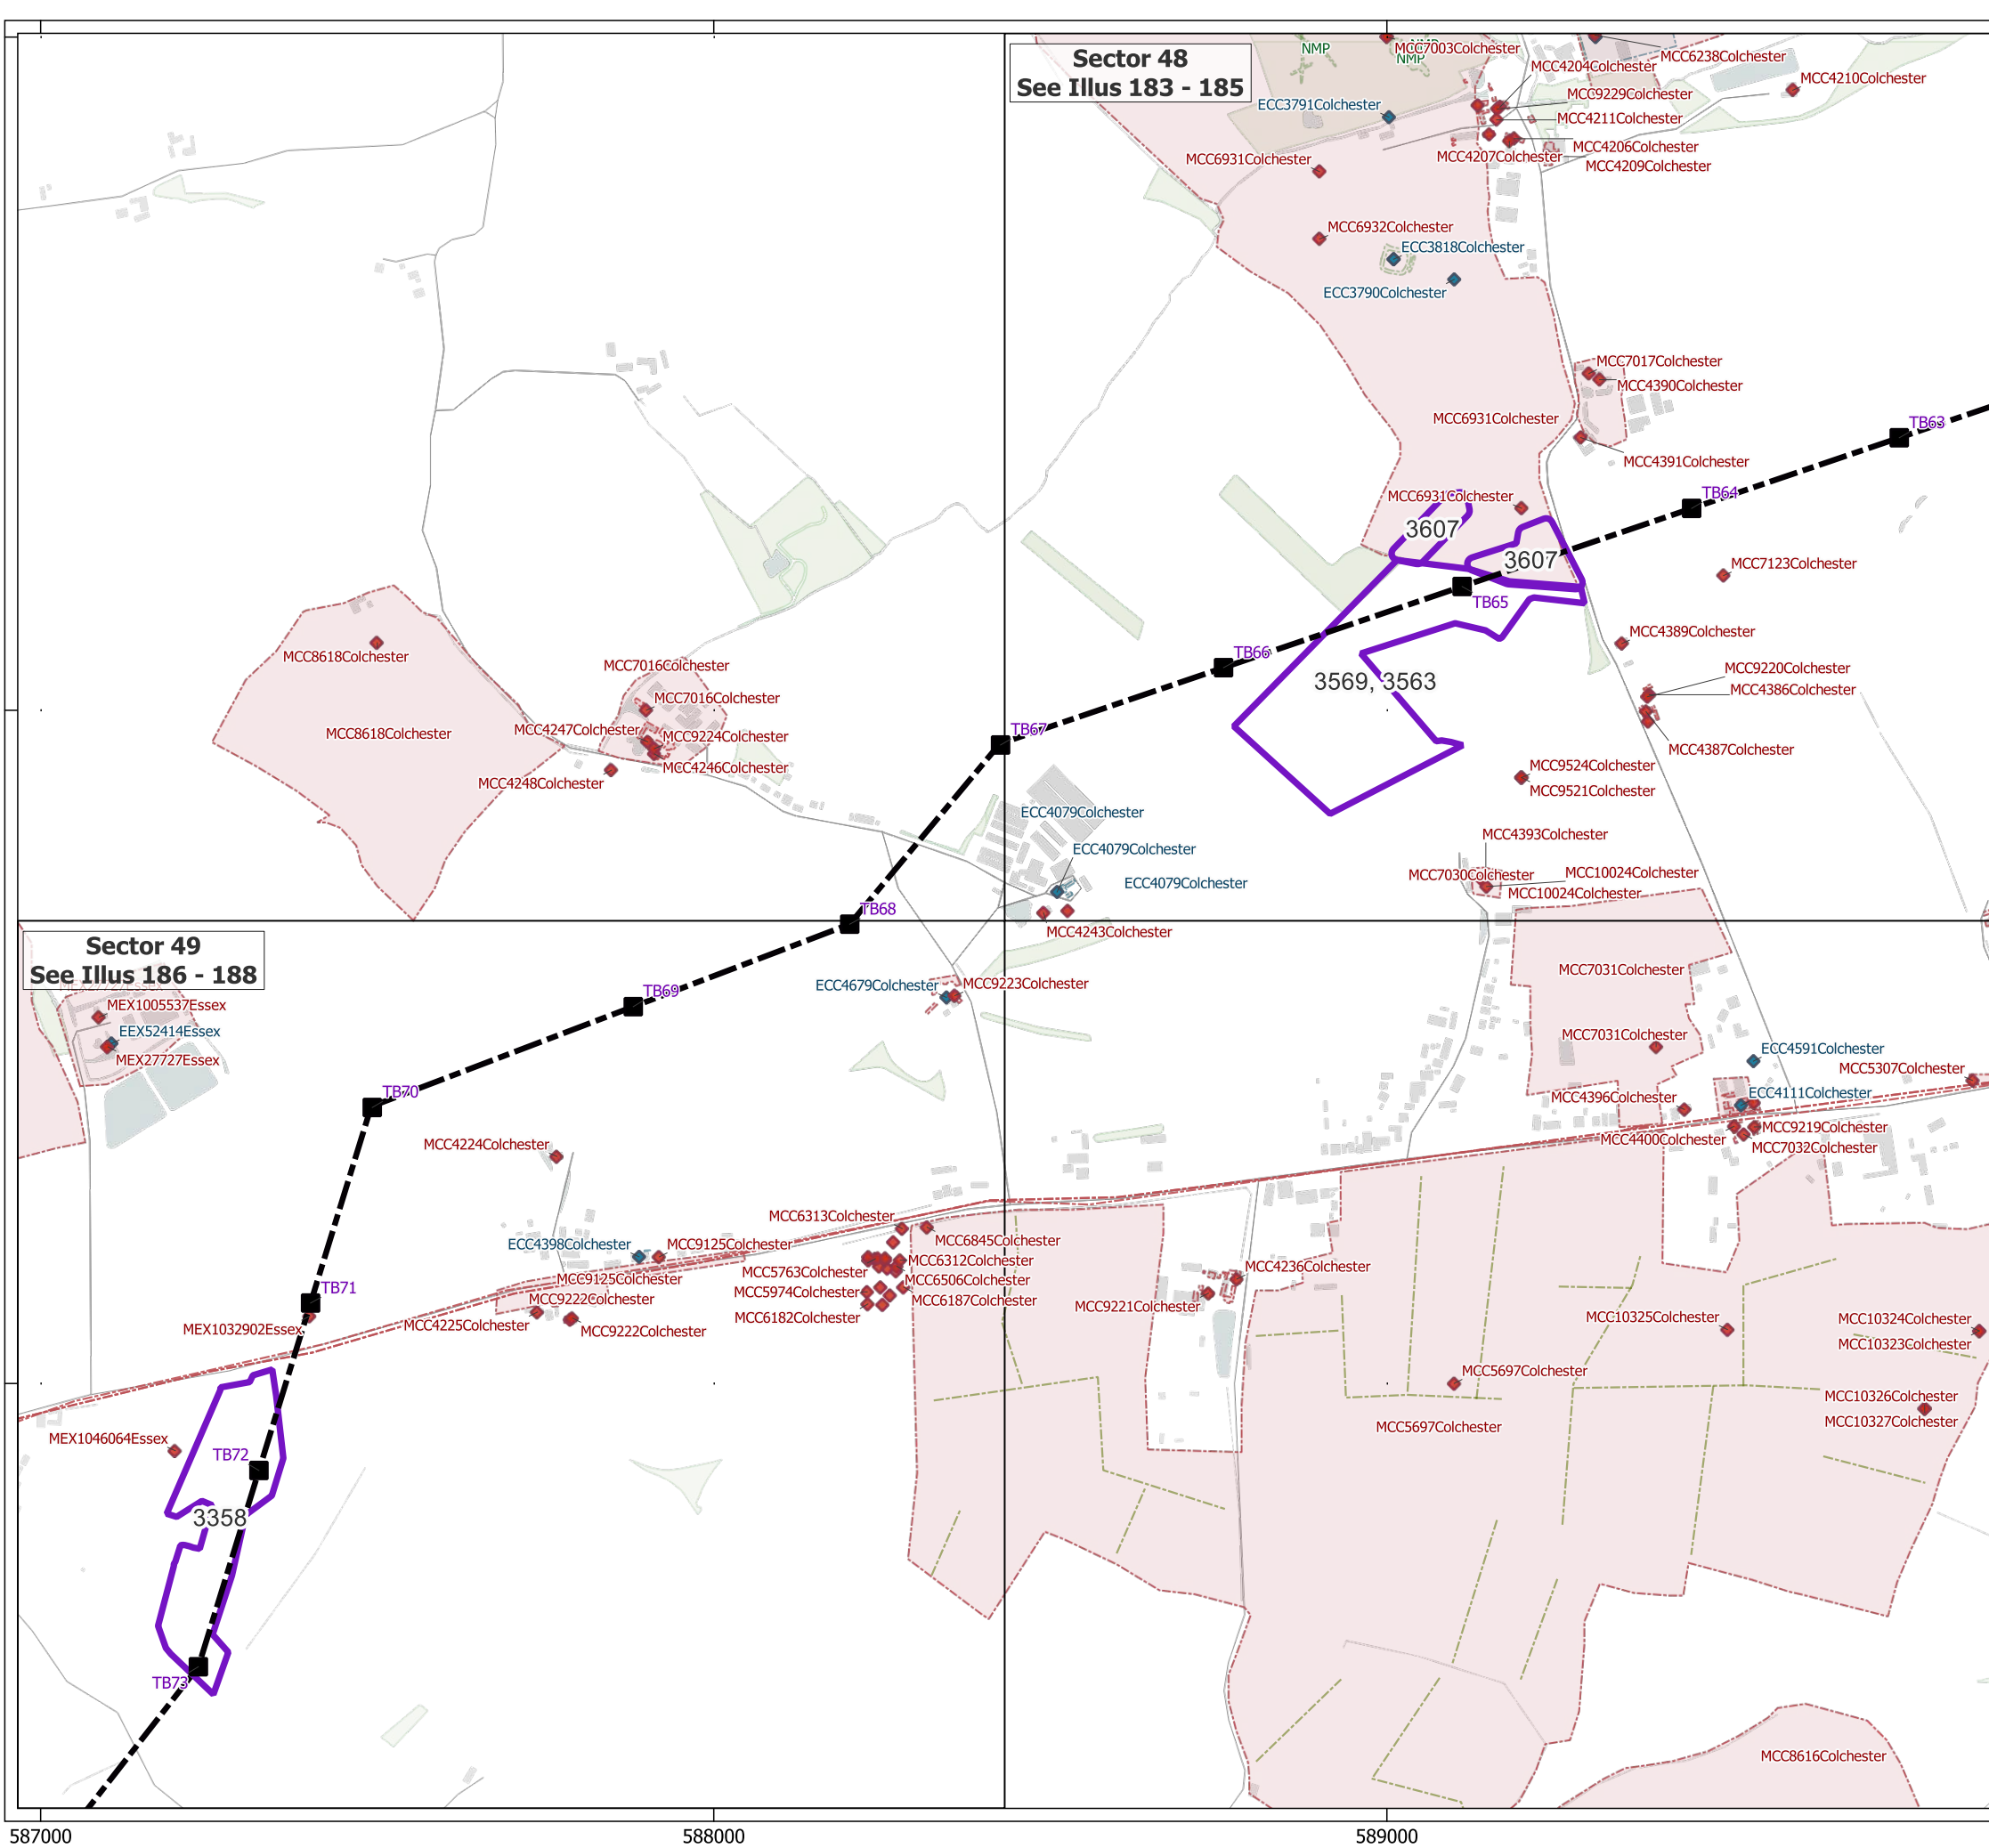 Sector 48
See Illus 183 - 185
NMP
NMP
NMP
MCC7003Colchester
MCC6238Colchester
MCC4204Colchester
MCC4210Colchester
MCC9229Colchester
ECC3791Colchester
MCC4211Colchester
MCC4206Colchester
MCC4207Colchester
MCC4209Colchester
MCC6931Colchester
MCC6932Colchester
ECC3818Colchester
ECC3790Colchester
MCC7017Colchester
MCC4390Colchester
MCC6931Colchester
TB63
MCC4391Colchester
TB64
MCC6931Colchester
3607
3607
MCC7123Colchester
TB65
MCC4389Colchester
TB66
MCC9220Colchester
3569, 3563
MCC4386Colchester
MCC8618Colchester
MCC7016Colchester
MCC7016Colchester
MCC8618Colchester
MCC4247Colchester
MCC9224Colchester
TB67
MCC4387Colchester
MCC4246Colchester
MCC4248Colchester
MCC9524Colchester
MCC9521Colchester
ECC4079Colchester
MCC4393Colchester
ECC4079Colchester
MCC7030Colchester
MCC10024Colchester
ECC4079Colchester
MCC10024Colchester
TB68
MCC4243Colchester
Sector 49
See Illus 186 - 188
MEX27727Essex
MEX1005537Essex
EEX52414Essex
MEX27727Essex
TB69
ECC4679Colchester
MCC9223Colchester
MCC7031Colchester
MCC7031Colchester
ECC4591Colchester
MCC5307Colchester
TB70
MCC4396Colchester
ECC4111Colchester
MCC9219Colchester
MCC4400Colchester
MCC7032Colchester
MCC4224Colchester
MCC6313Colchester
ECC4398Colchester
MCC9125Colchester
MCC6845Colchester
MCC6312Colchester
MCC5763Colchester
MCC4236Colchester
MCC9125Colchester
MCC6506Colchester
TB71
MCC9222Colchester
MCC5974Colchester
MCC6187Colchester
MCC9221Colchester
MCC6182Colchester
MCC4225Colchester
MCC9222Colchester
MEX1032902Essex
MCC10325Colchester
MCC10324Colchester
MCC10323Colchester
MCC5697Colchester
MCC10326Colchester
MCC10327Colchester
MCC5697Colchester
MEX1046064Essex
TB72
3358
TB73
MCC8616Colchester
587000
588000
589000